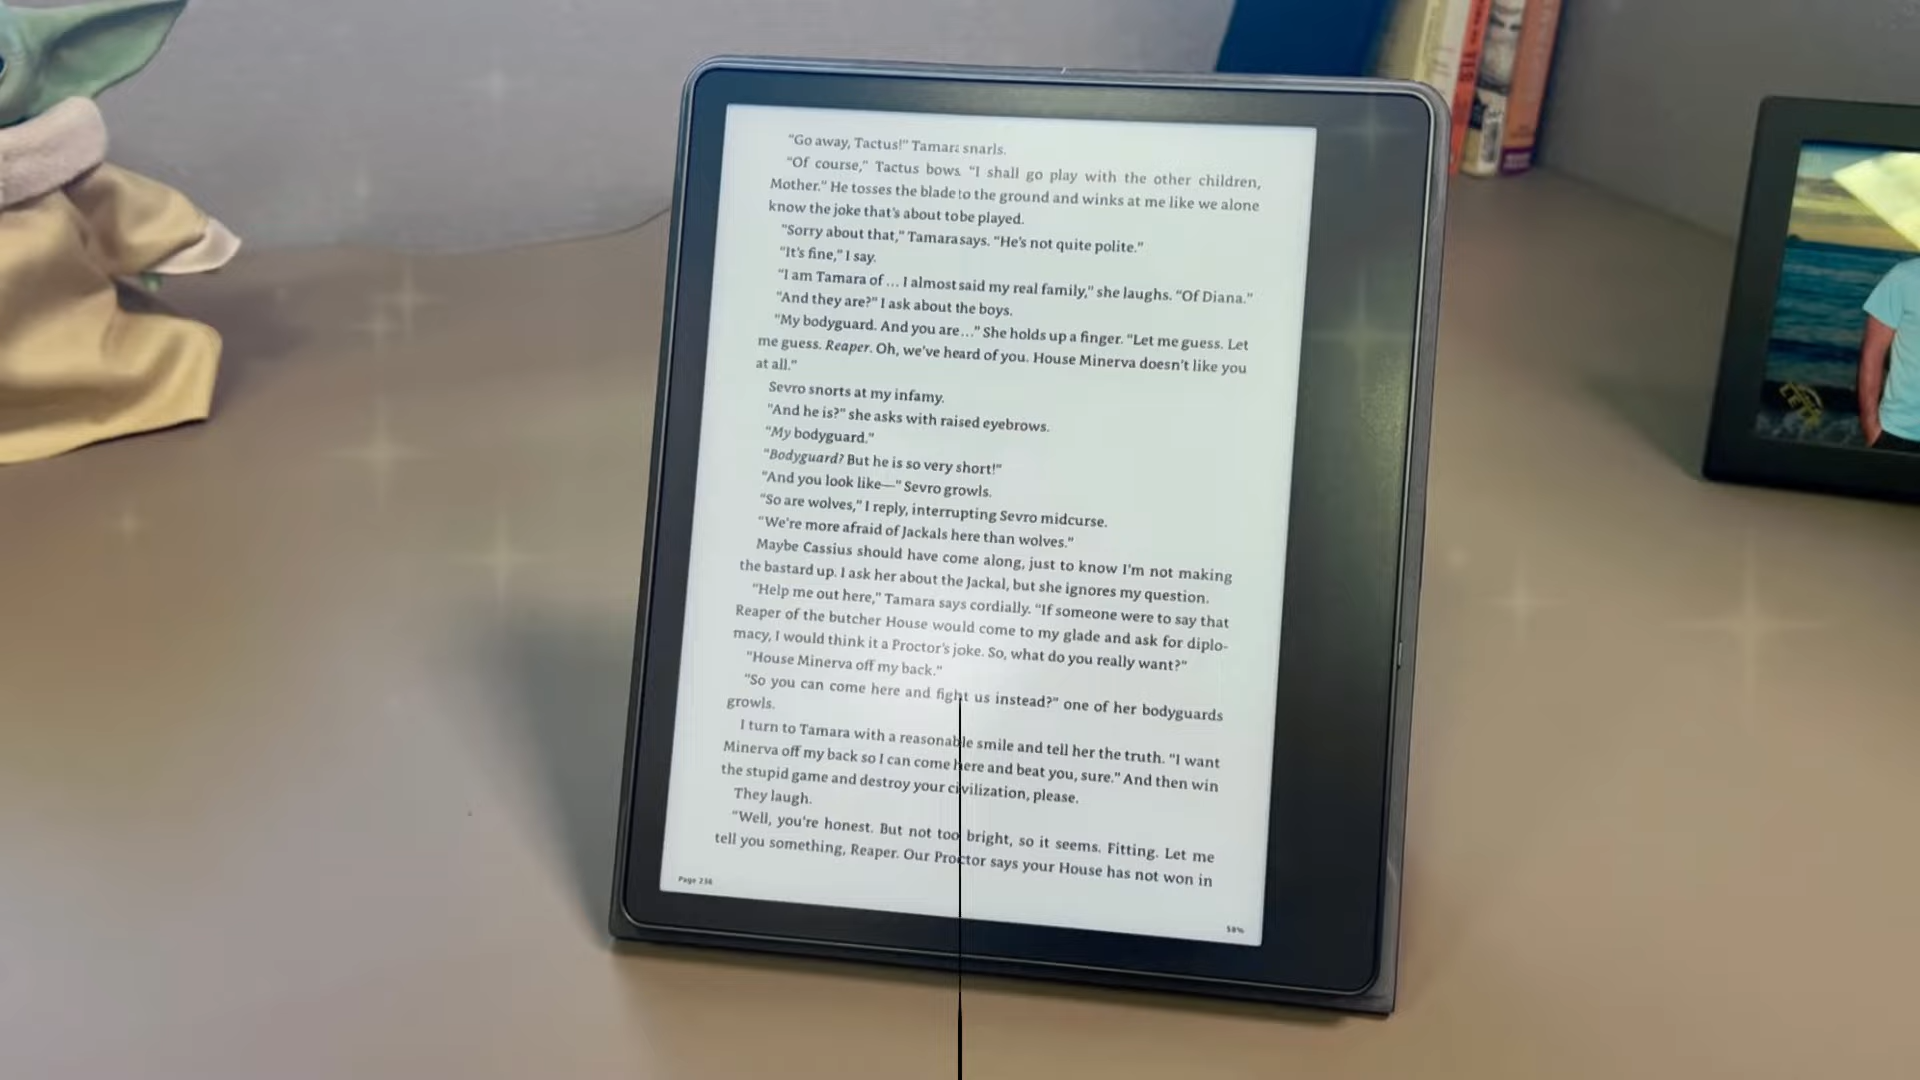 “Go away, Tactus!” Tamara snarls.
“Of course,” Tactus bows. “I shall go play with the other children,
Mother.” He tosses the blade to the ground and winks at me like we alone
know the joke that’s about to be played.
“Sorry about that,” Tamara says. “He’s not quite polite.”
“It’s fine,” I say.
“I am Tamara of … I almost said my real family,” she laughs. “Of Diana.”
“And they are?” I ask about the boys.
“My bodyguard. And you are…” She holds up a finger. “Let me guess. Let
me guess. Reaper. Oh, we’ve heard of you. House Minerva doesn’t like you
at all.”
Sevro snorts at my infamy.
“And he is?” she asks with raised eyebrows.
“My bodyguard.”
“Bodyguard? But he is so very short!”
“And you look like—” Sevro growls.
“So are wolves,” I reply, interrupting Sevro midcurse.
“We’re more afraid of Jackals here than wolves.”
Maybe Cassius should have come along, just to know I’m not making
the bastard up. I ask her about the Jackal, but she ignores my question.
“Help me out here,” Tamara says cordially. “If someone were to say that
Reaper of the butcher House would come to my glade and ask for diplo-
macy, I would think it a Proctor’s joke. So, what do you really want?”
“House Minerva off my back.”
“So you can come here and fight us instead?” one of her bodyguards
growls.
I turn to Tamara with a reasonable smile and tell her the truth. “I want
Minerva off my back so I can come here and beat you, sure.” And then win
the stupid game and destroy your civilization, please.
They laugh.
“Well, you’re honest. But not too bright, so it seems. Fitting. Let me
tell you something, Reaper. Our Proctor says your House has not won in
Page 236
58%